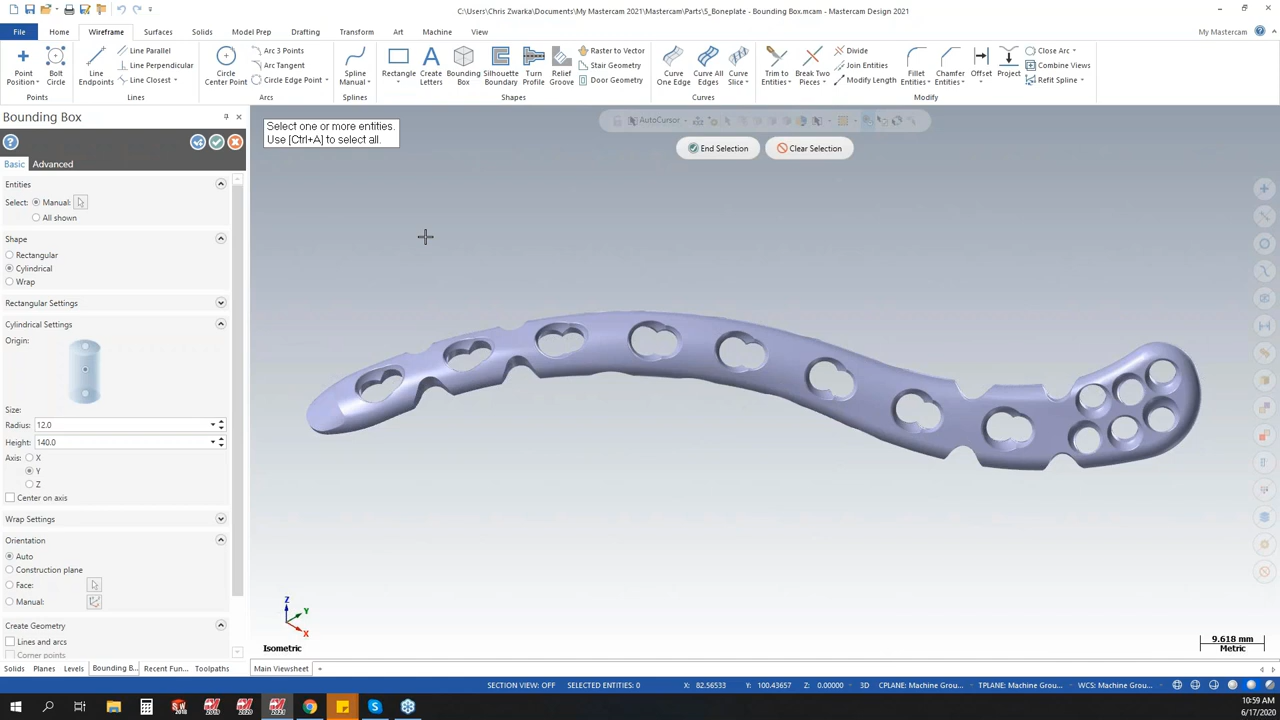 C:\Users\Chris Zwarka\Documents\My Mastercam 2021\Mastercam\Parts\5_Boneplate - Bounding Box.mcam - Mastercam Design 2021
File Home Wireframe Surfaces Solids Model Prep Drafting Transform Art Machine View My Mastercam
Point Position
Bolt Circle
Points
Line Endpoints
Line Parallel
Line Perpendicular
Line Closest
Lines
Circle Center Point
Arc 3 Points
Arc Tangent
Circle Edge Point
Arcs
Spline Manual
Splines
Rectangle
Create Letters
Bounding Box
Silhouette Boundary
Turn Profile
Relief Groove
Raster to Vector
Stair Geometry
Door Geometry
Shapes
Curve One Edge
Curve All Edges
Curve Slice
Curves
Trim to Entities
Break Two Pieces
Divide
Join Entities
Modify Length
Fillet Entities
Chamfer Entities
Offset
Project
Close Arc
Combine Views
Refit Spline
Modify
Bounding Box
Basic Advanced
Entities
Select: Manual:
All shown
Shape
Rectangular
Cylindrical
Wrap
Rectangular Settings
Cylindrical Settings
Origin:
Size:
Radius: 12.0
Height: 140.0
Axis: X
Y
Z
Center on axis
Wrap Settings
Orientation
Auto
Construction plane
Face:
Manual:
Create Geometry
Lines and arcs
Corner points
Solids Planes Levels Bounding B... Recent Fun... Toolpaths
Select one or more entities.
Use [Ctrl+A] to select all.
AutoCursor
End Selection Clear Selection
Z
Y
X
Isometric
9.618 mm
Metric
Main Viewsheet
SECTION VIEW: OFF SELECTED ENTITIES: 0 X: 82.56533 Y: 100.43657 Z: 0.00000 3D CPLANE: Machine Grou... TPLANE: Machine Grou... WCS: Machine Grou...
10:59 AM
6/17/2020